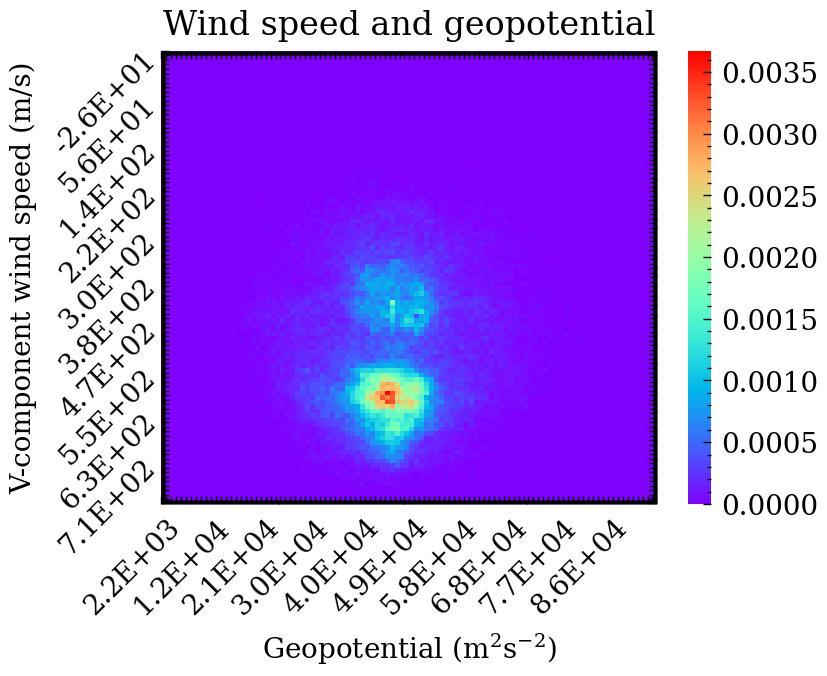 Wind speed and geopotential
V-component wind speed (m/s)
-2.6E+01
5.6E+01
1.4E+02
2.2E+02
3.0E+02
3.8E+02
4.7E+02
5.5E+02
6.3E+02
7.1E+02
2.2E+03
1.2E+04
2.1E+04
3.0E+04
4.0E+04
4.9E+04
5.8E+04
6.8E+04
7.7E+04
8.6E+04
Geopotential (m²s⁻²)
0.0035
0.0030
0.0025
0.0020
0.0015
0.0010
0.0005
0.0000